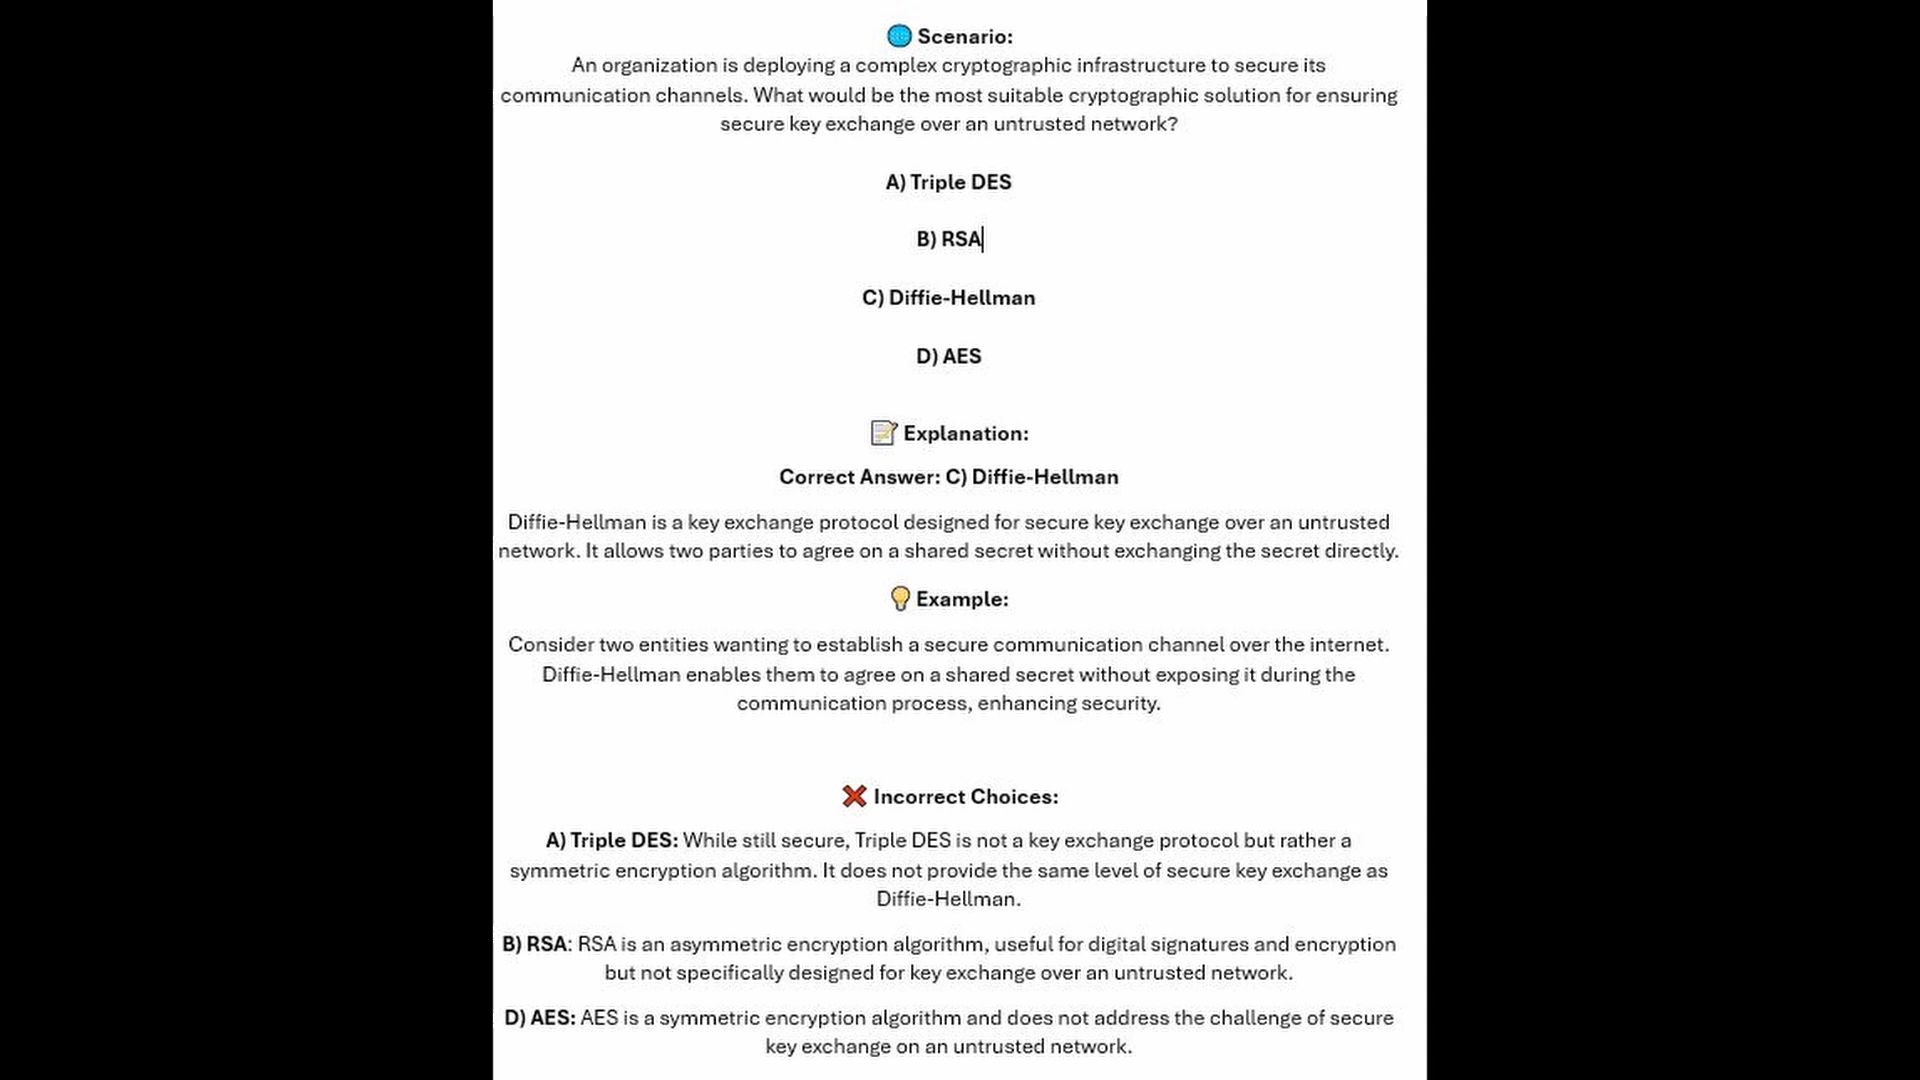 Scenario:
An organization is deploying a complex cryptographic infrastructure to secure its
communication channels. What would be the most suitable cryptographic solution for ensuring
secure key exchange over an untrusted network?
A) Triple DES
B) RSA
C) Diffie-Hellman
D) AES
Explanation:
Correct Answer: C) Diffie-Hellman
Diffie-Hellman is a key exchange protocol designed for secure key exchange over an untrusted
network. It allows two parties to agree on a shared secret without exchanging the secret directly.
Example:
Consider two entities wanting to establish a secure communication channel over the internet.
Diffie-Hellman enables them to agree on a shared secret without exposing it during the
communication process, enhancing security.
Incorrect Choices:
A) Triple DES: While still secure, Triple DES is not a key exchange protocol but rather a
symmetric encryption algorithm. It does not provide the same level of secure key exchange as
Diffie-Hellman.
B) RSA: RSA is an asymmetric encryption algorithm, useful for digital signatures and encryption
but not specifically designed for key exchange over an untrusted network.
D) AES: AES is a symmetric encryption algorithm and does not address the challenge of secure
key exchange on an untrusted network.